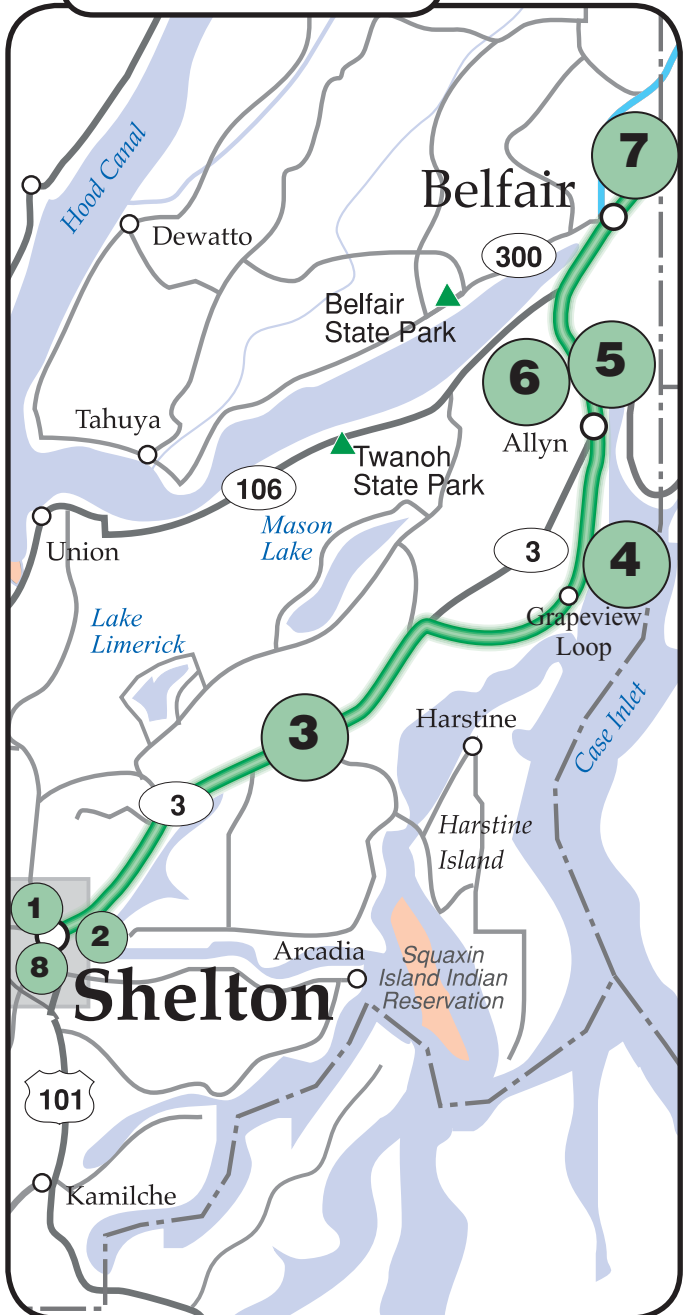 7
Belfair
Hood Canal
Dewatto
300
Belfair
State Park
6
5
Tahuya
Allyn
Twanoh
State Park
106
Mason
Lake
Union
3
4
Lake
Limerick
Grapeview
Loop
Case Inlet
3
Harstine
3
Harstine
Island
1
2
8
Shelton
Arcadia
Squaxin
Island Indian
Reservation
101
Kamilche